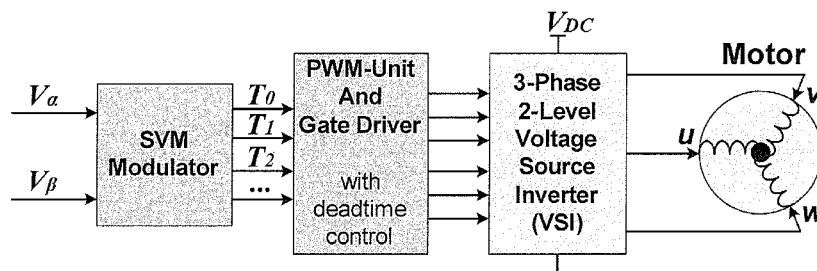 V_DC
Motor
V_α
V_β
SVM
Modulator
T_0
T_1
T_2
...
PWM-Unit
And
Gate Driver
with
deadtime
control
3-Phase
2-Level
Voltage
Source
Inverter
(VSI)
u
v
w